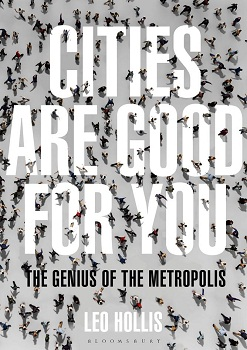 CITIES
ARE GOOD
FOR YOU
THE GENIUS OF THE METROPOLIS
LEO HOLLIS
BLOOMSBURY